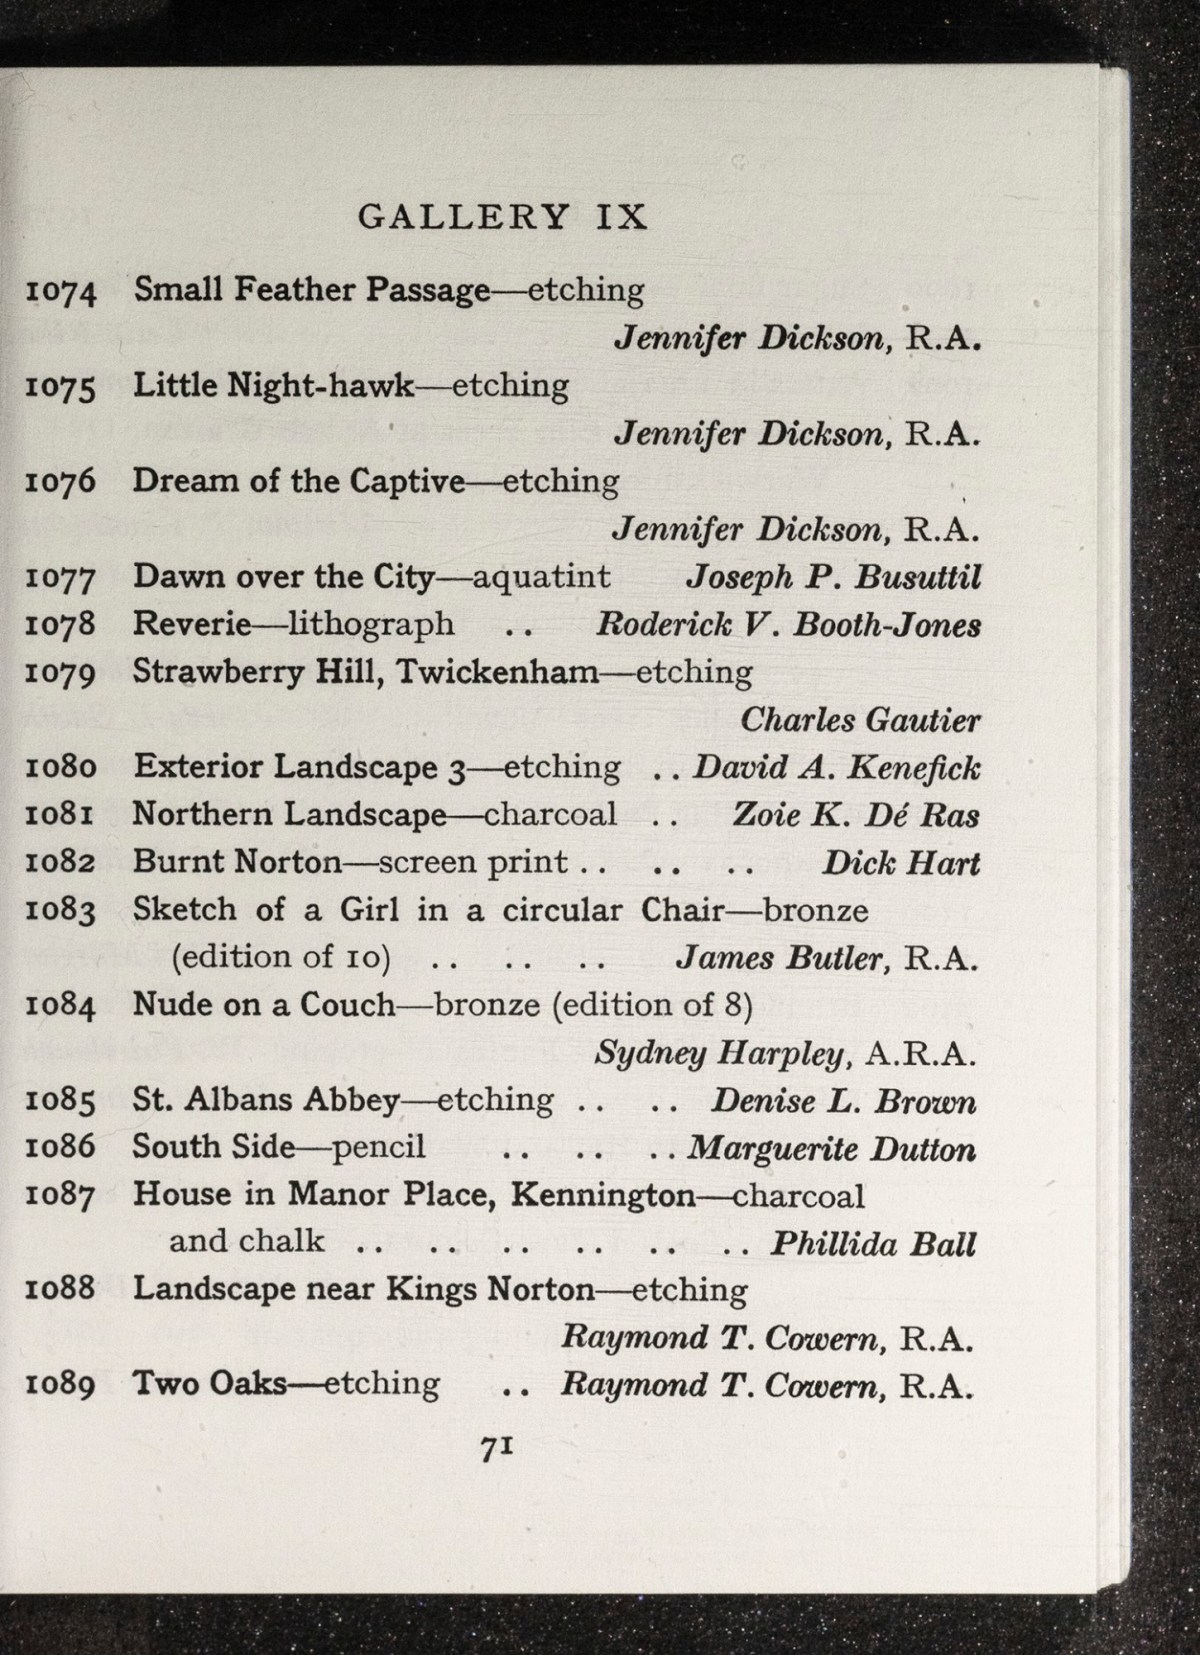 GALLERY IX
1074 Small Feather Passage—etching
Jennifer Dickson, R.A.
1075 Little Night-hawk—etching
Jennifer Dickson, R.A.
1076 Dream of the Captive—etching
Jennifer Dickson, R.A.
1077 Dawn over the City—aquatint Joseph P. Busuttil
1078 Reverie—lithograph .. Roderick V. Booth-Jones
1079 Strawberry Hill, Twickenham—etching
Charles Gautier
1080 Exterior Landscape 3—etching .. David A. Kenefick
1081 Northern Landscape—charcoal .. Zoie K. Dé Ras
1082 Burnt Norton—screen print .. .. .. Dick Hart
1083 Sketch of a Girl in a circular Chair—bronze
(edition of 10) .. .. .. James Butler, R.A.
1084 Nude on a Couch—bronze (edition of 8)
Sydney Harpley, A.R.A.
1085 St. Albans Abbey—etching .. .. Denise L. Brown
1086 South Side—pencil .. .. .. Marguerite Dutton
1087 House in Manor Place, Kennington—charcoal
and chalk .. .. .. .. .. .. Phillida Ball
1088 Landscape near Kings Norton—etching
Raymond T. Cowern, R.A.
1089 Two Oaks—etching .. Raymond T. Cowern, R.A.
71